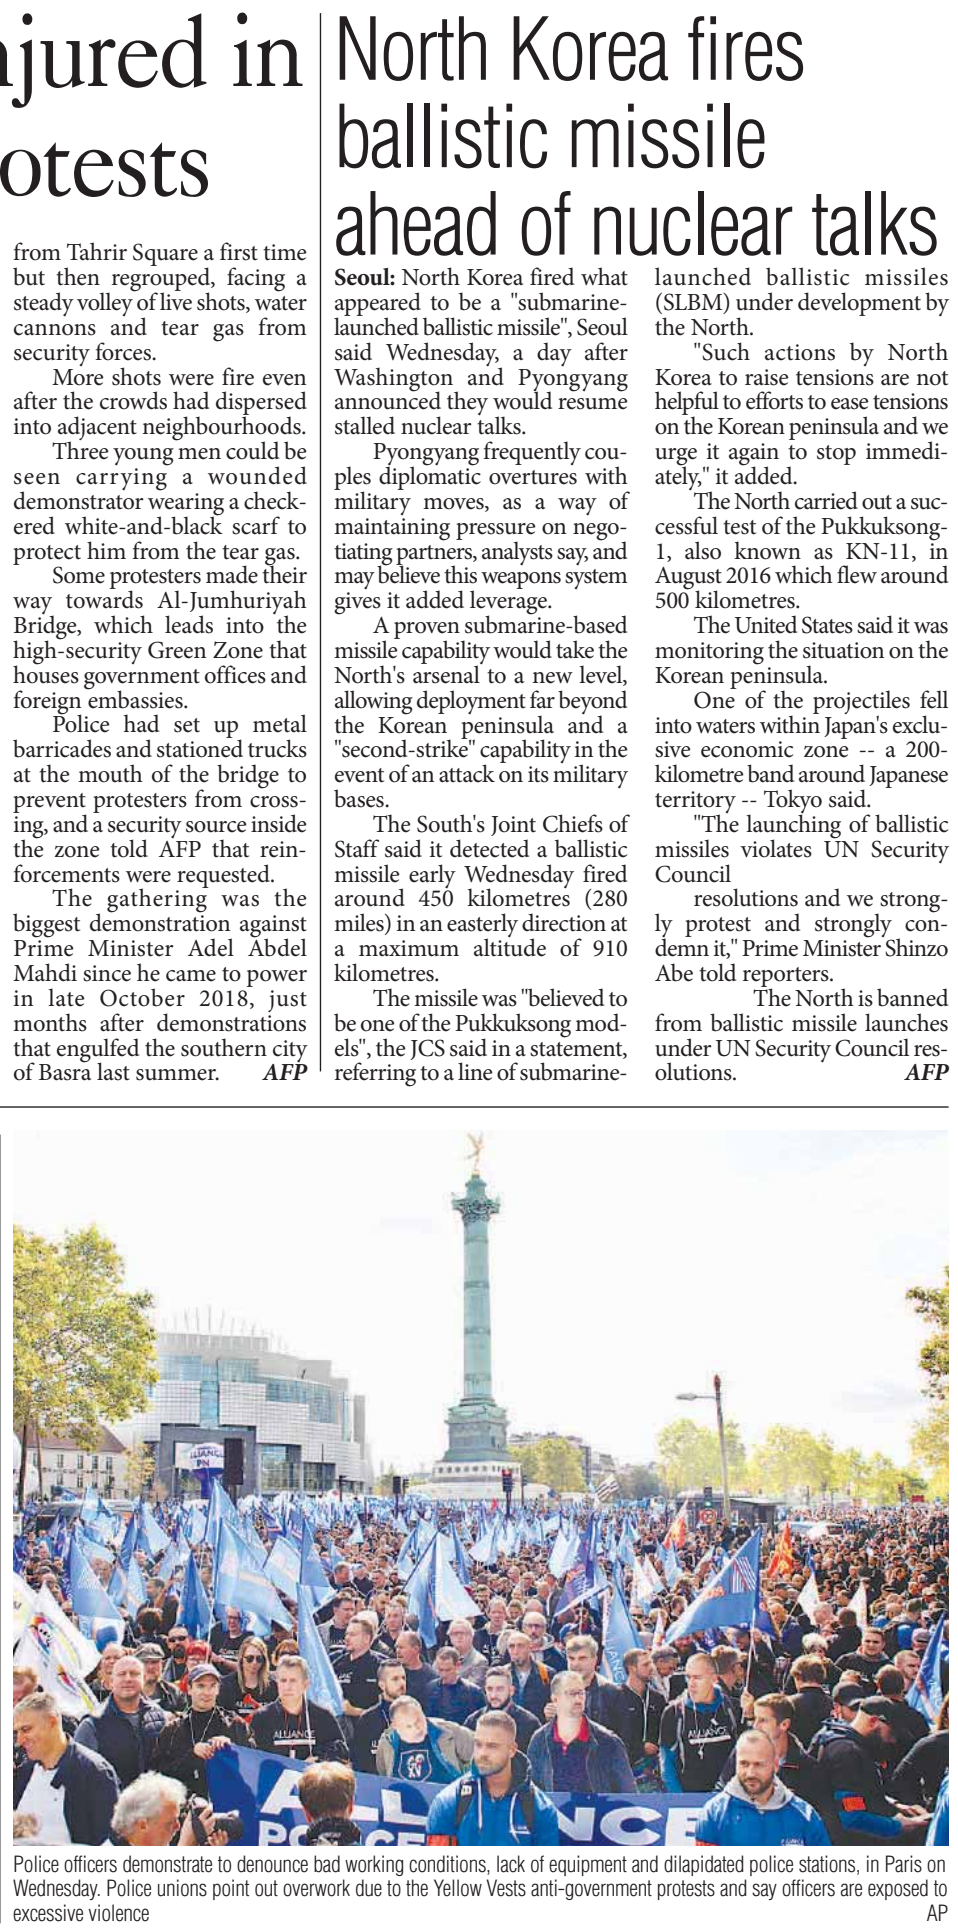 njured in
otests
from Tahrir Square a first time
but then regrouped, facing a
steady volley of live shots, water
cannons and tear gas from
security forces.
More shots were fire even
after the crowds had dispersed
into adjacent neighbourhoods.
Three young men could be
seen carrying a wounded
demonstrator wearing a check-
ered white-and-black scarf to
protect him from the tear gas.
Some protesters made their
way towards Al-Jumhuriyah
Bridge, which leads into the
high-security Green Zone that
houses government offices and
foreign embassies.
Police had set up metal
barricades and stationed trucks
at the mouth of the bridge to
prevent protesters from cross-
ing, and a security source inside
the zone told AFP that rein-
forcements were requested.
The gathering was the
biggest demonstration against
Prime Minister Adel Abdel
Mahdi since he came to power
in late October 2018, just
months after demonstrations
that engulfed the southern city
of Basra last summer. AFP
North Korea fires
ballistic missile
ahead of nuclear talks
Seoul: North Korea fired what
appeared to be a "submarine-
launched ballistic missile", Seoul
said Wednesday, a day after
Washington and Pyongyang
announced they would resume
stalled nuclear talks.
Pyongyang frequently cou-
ples diplomatic overtures with
military moves, as a way of
maintaining pressure on nego-
tiating partners, analysts say, and
may believe this weapons system
gives it added leverage.
A proven submarine-based
missile capability would take the
North's arsenal to a new level,
allowing deployment far beyond
the Korean peninsula and a
"second-strike" capability in the
event of an attack on its military
bases.
The South's Joint Chiefs of
Staff said it detected a ballistic
missile early Wednesday fired
around 450 kilometres (280
miles) in an easterly direction at
a maximum altitude of 910
kilometres.
The missile was "believed to
be one of the Pukkuksong mod-
els", the JCS said in a statement,
referring to a line of submarine-
launched ballistic missiles
(SLBM) under development by
the North.
"Such actions by North
Korea to raise tensions are not
helpful to efforts to ease tensions
on the Korean peninsula and we
urge it again to stop immedi-
ately," it added.
The North carried out a suc-
cessful test of the Pukkuksong-
1, also known as KN-11, in
August 2016 which flew around
500 kilometres.
The United States said it was
monitoring the situation on the
Korean peninsula.
One of the projectiles fell
into waters within Japan's exclu-
sive economic zone -- a 200-
kilometre band around Japanese
territory -- Tokyo said.
"The launching of ballistic
missiles violates UN Security
Council
resolutions and we strong-
ly protest and strongly con-
demn it," Prime Minister Shinzo
Abe told reporters.
The North is banned
from ballistic missile launches
under UN Security Council res-
olutions. AFP
ALLIANCE
PN
ALLIANCE
ALLIANCE
ALL NCE
Police officers demonstrate to denounce bad working conditions, lack of equipment and dilapidated police stations, in Paris on
Wednesday. Police unions point out overwork due to the Yellow Vests anti-government protests and say officers are exposed to
excessive violence AP